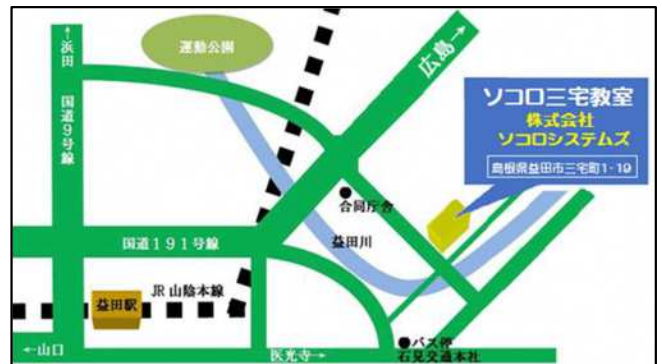 運動公園
広島
←浜田
国道9号線
ソコロ三宅教室
株式会社
ソコロシステムズ
島根県益田市三宅町1-19
合同庁舎
益田川
国道191号線
JR山陰本線
益田駅
←山口
医光寺→
バス停
石見交通本社